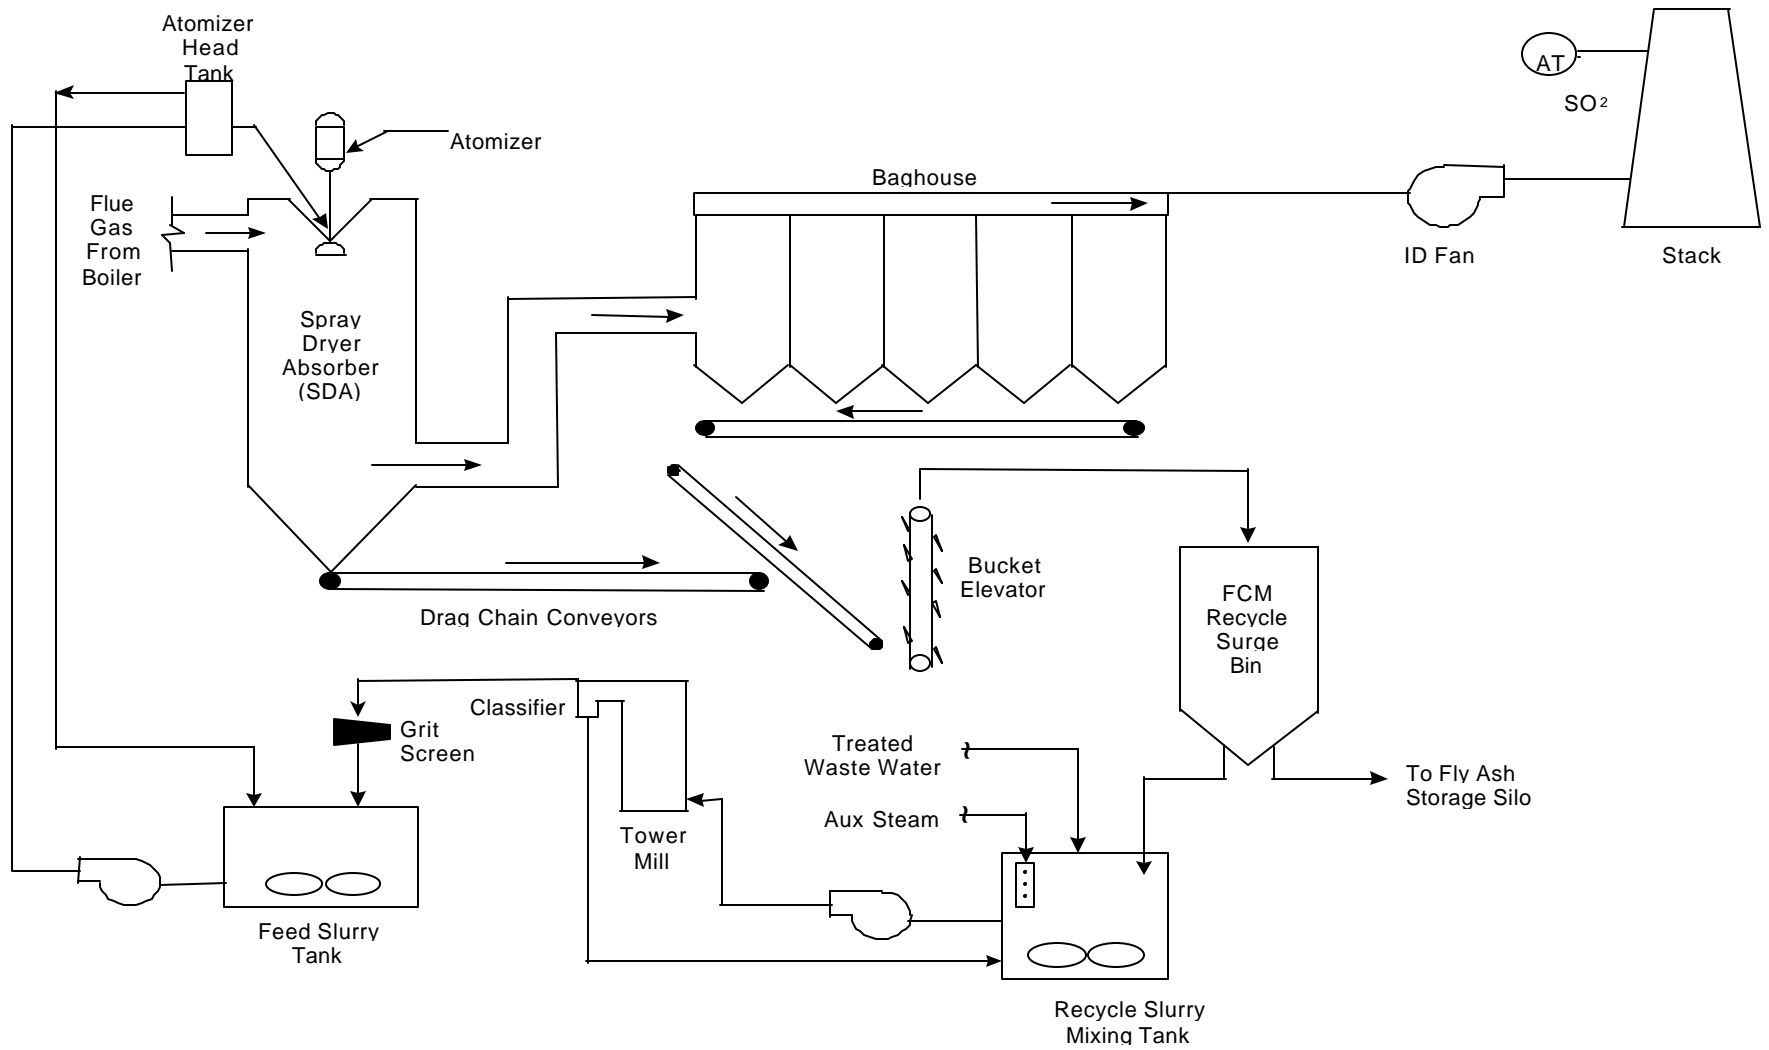 Atomizer
Head
Tank
Atomizer
Flue
Gas
From
Boiler
Spray
Dryer
Absorber
(SDA)
Baghouse
AT
SO²
ID Fan
Stack
Drag Chain Conveyors
Bucket
Elevator
FCM
Recycle
Surge
Bin
Classifier
Grit
Screen
Tower
Mill
Treated
Waste Water
Aux Steam
To Fly Ash
Storage Silo
Feed Slurry
Tank
Recycle Slurry
Mixing Tank